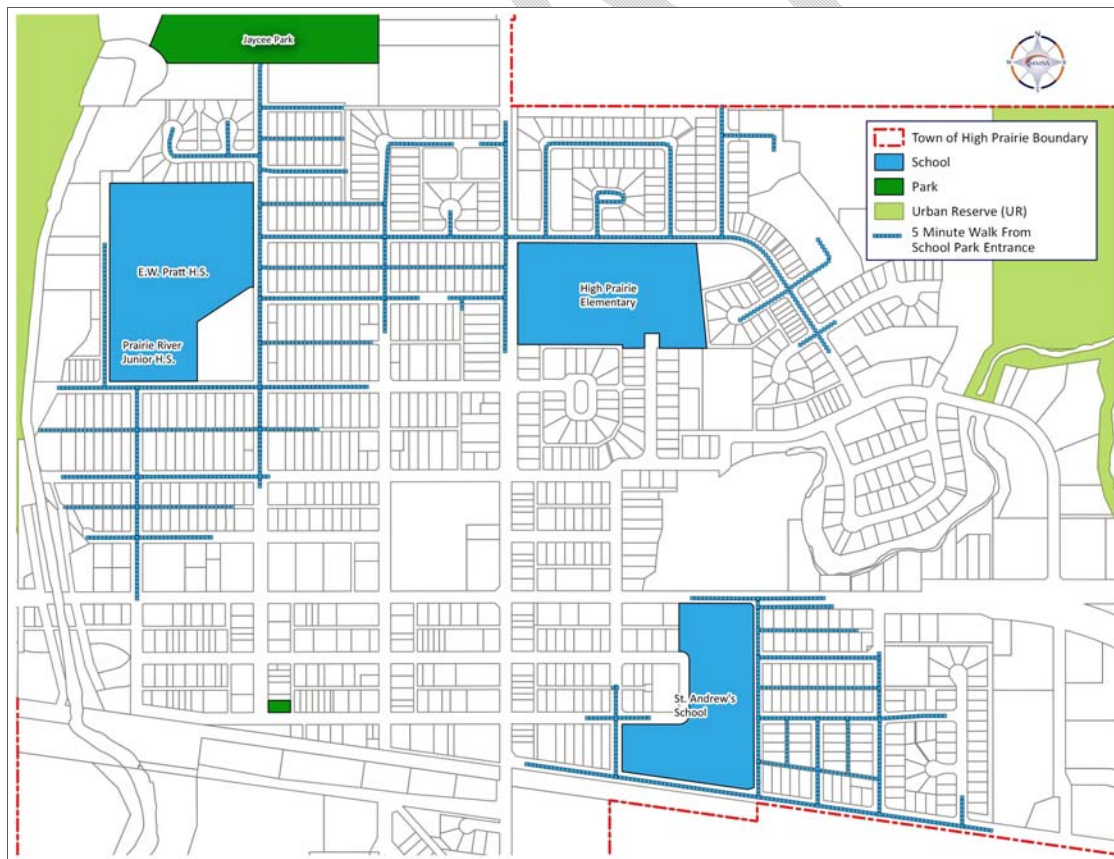 Jaycee Park
N
W
E
S
Town of High Prairie Boundary
School
Park
Urban Reserve (UR)
5 Minute Walk From
School Park Entrance
E.W. Pratt H.S.
High Prairie
Elementary
Prairie River
Junior H.S.
St. Andrew's
School